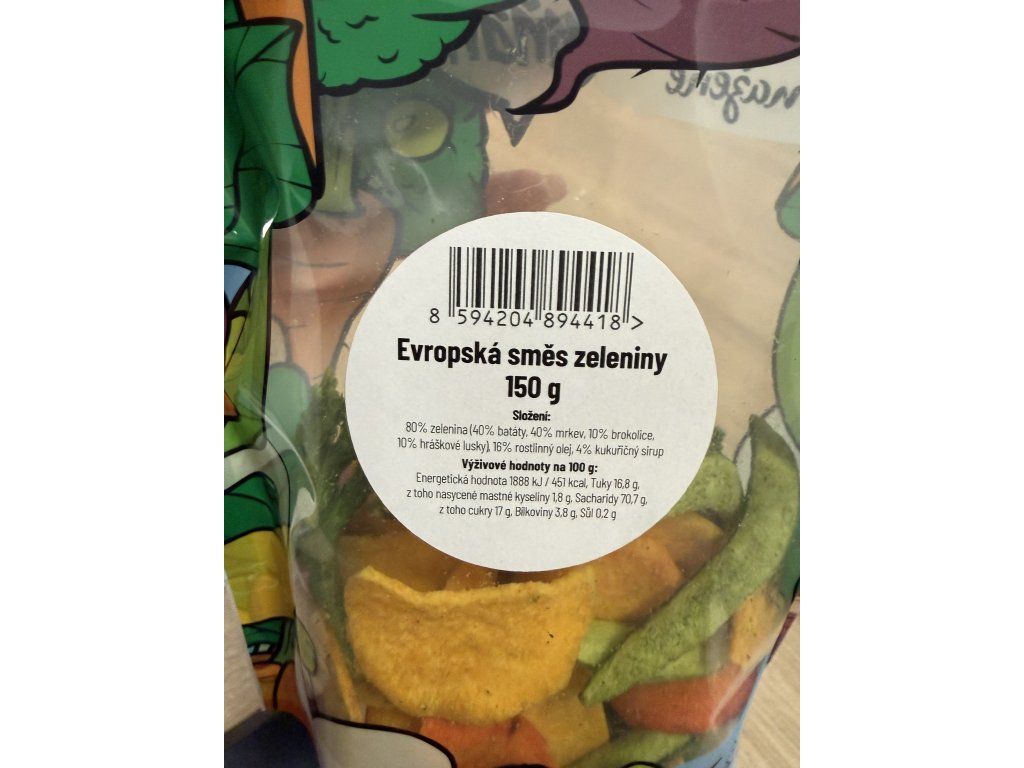 8 594204 894418 >
Evropská směs zeleniny
150 g
Složení:
80% zelenina (40% batáty, 40% mrkev, 10% brokolice,
10% hráškové lusky), 16% rostlinný olej, 4% kukuřičný sirup
Výživové hodnoty na 100 g:
Energetická hodnota 1888 kJ / 451 kcal, Tuky 16,8 g,
z toho nasycené mastné kyseliny 1,8 g, Sacharidy 70,7 g,
z toho cukry 17 g, Bílkoviny 3,8 g, Sůl 0,2 g